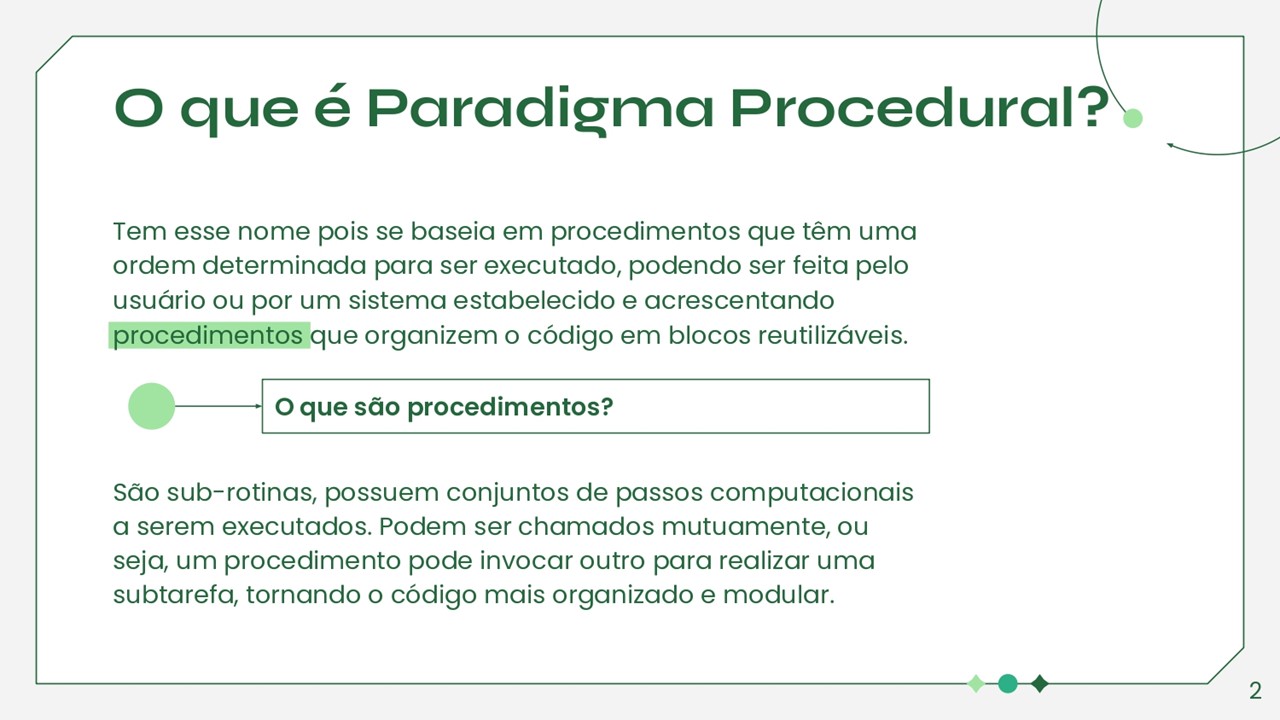 O que é Paradigma Procedural?
Tem esse nome pois se baseia em procedimentos que têm uma
ordem determinada para ser executado, podendo ser feita pelo
usuário ou por um sistema estabelecido e acrescentando
procedimentos que organizem o código em blocos reutilizáveis.
O que são procedimentos?
São sub-rotinas, possuem conjuntos de passos computacionais
a serem executados. Podem ser chamados mutuamente, ou
seja, um procedimento pode invocar outro para realizar uma
subtarefa, tornando o código mais organizado e modular.
2